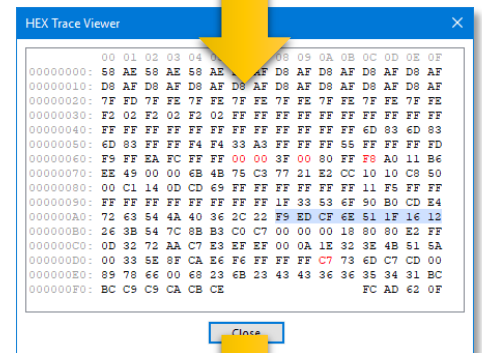 HEX Trace Viewer
00 01 02 03 04 08 09 0A 0B 0C 0D 0E 0F
00000000: 58 AE 58 AE 58 AE AF D8 AF D8 AF D8 AF D8 AF
00000010: D8 AF D8 AF D8 AF D8 AF D8 AF D8 AF D8 AF D8 AF
00000020: 7F FD 7F FE 7F FE 7F FE 7F FE 7F FE 7F FE 7F FE
00000030: F2 02 F2 02 F2 02 FF FF FF FF FF FF FF FF FF FF
00000040: FF FF FF FF FF FF FF FF FF FF FF FF 6D 83 6D 83
00000050: 6D 83 FF FF F4 F4 33 A3 FF FF FF 55 FF FF FF FD
00000060: F9 FF EA FC FF FF 00 00 3F 00 80 FF F8 A0 11 B6
00000070: EE 49 00 00 6B 4B 75 C3 77 21 E2 CC 10 10 C8 50
00000080: 00 C1 14 0D CD 69 FF FF FF FF FF FF 11 F5 FF FF
00000090: FF FF FF FF FF FF FF FF 1F 33 53 6F 90 B0 CD E4
000000A0: 72 63 54 4A 40 36 2C 22 F9 ED CF 6E 51 1F 16 12
000000B0: 26 3B 54 7C 8B B3 C0 C7 00 00 00 18 80 80 E2 FF
000000C0: 0D 32 72 AA C7 E3 EF EF 00 0A 1E 32 3E 4B 51 5A
000000D0: 00 33 5E 8F CA E6 F6 FF FF FF C7 73 6D C7 CD 00
000000E0: 89 78 66 00 68 23 6B 23 43 43 36 36 35 34 31 BC
000000F0: BC C9 C9 CA CB CE FC AD 62 0F
Close